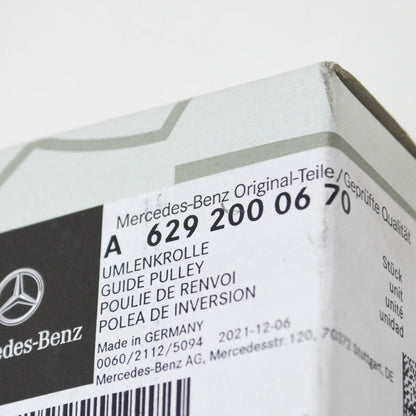 Mercedes-Benz Original-Teile/Geprüfte Qualität
A 629 200 06 70
UMLENKROLLE
GUIDE PULLEY
POULIE DE RENVOI
POLEA DE INVERSION
Made in GERMANY 2021-12-06
0060/2112/5094
Mercedes-Benz AG, Mercedesstr. 120, 70372 Stuttgart, DE
Stück
unit
unité
unidad
edes-Benz